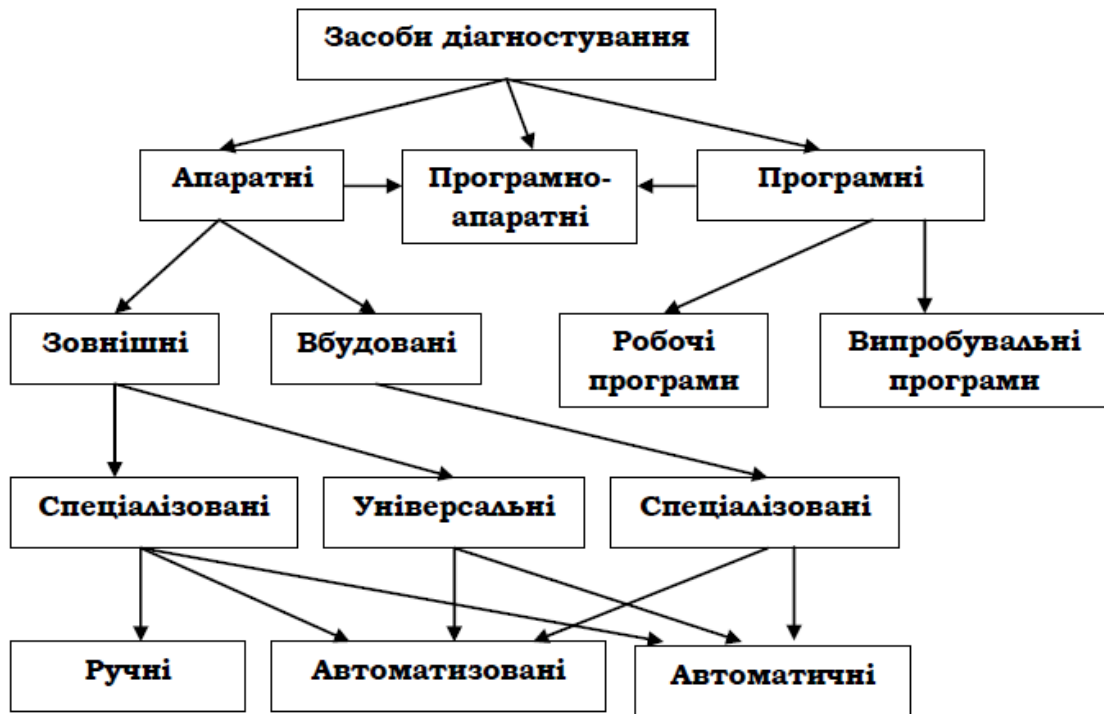 Засоби діагностування
Апаратні
Програмно-
апаратні
Програмні
Зовнішні
Вбудовані
Робочі
програми
Випробувальні
програми
Спеціалізовані
Універсальні
Спеціалізовані
Ручні
Автоматизовані
Автоматичні